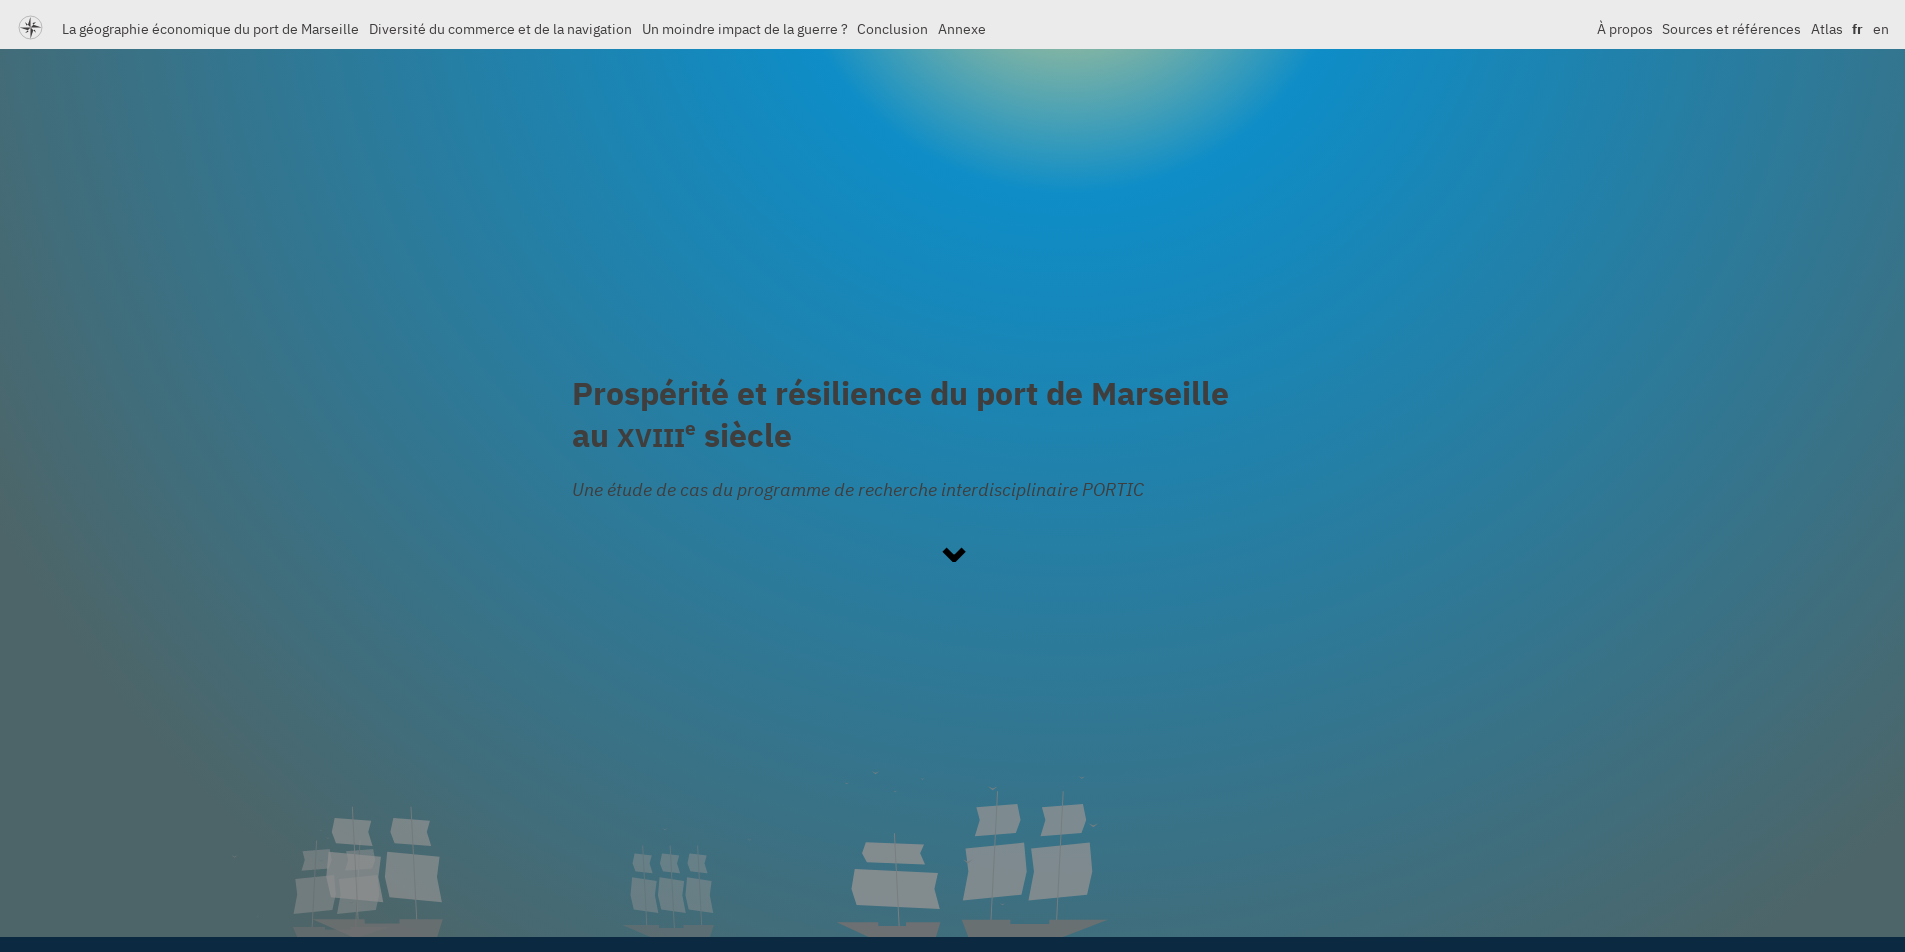 La géographie économique du port de Marseille Diversité du commerce et de la navigation Un moindre impact de la guerre ? Conclusion Annexe À propos Sources et références Atlas fr en
Prospérité et résilience du port de Marseille
au XVIIIe siècle
Une étude de cas du programme de recherche interdisciplinaire PORTIC